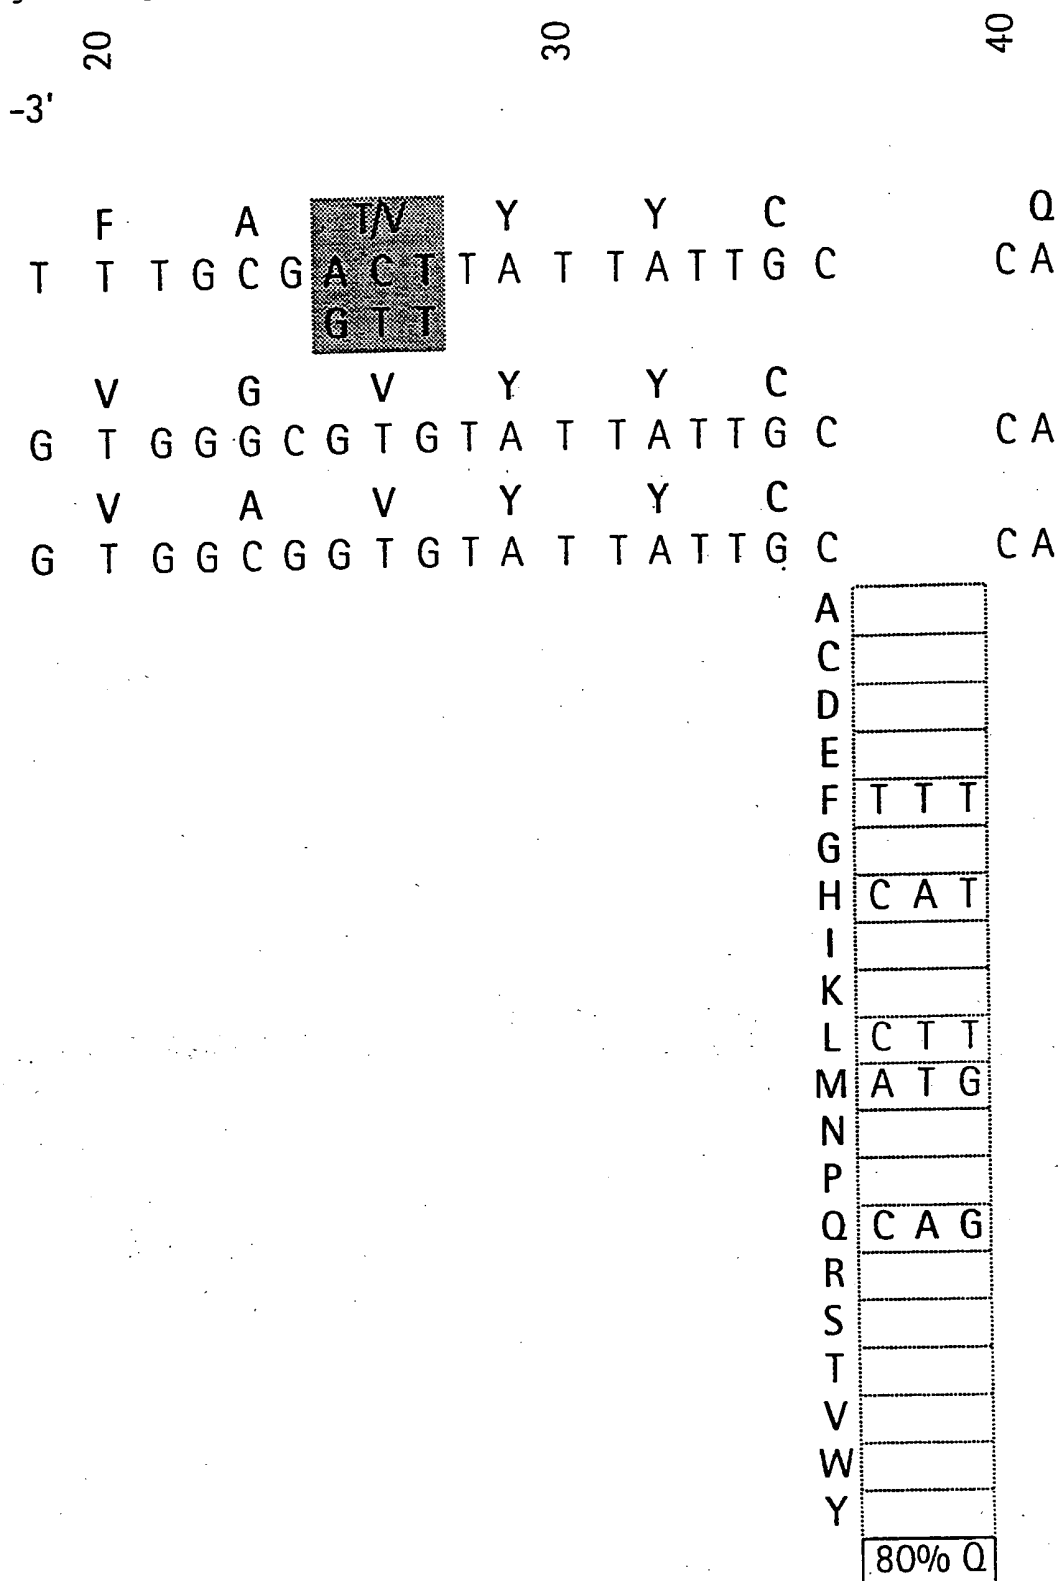 20 30 40
-3'
F A T/V Y Y C Q
T T T G C G A C T T A T T A T T G C C A
G T T
V G V Y Y C
G T G G G C G T G T A T T A T T G C C A
V A V Y Y C
G T G G C G G T G T A T T A T T G C C A
A
C
D
E
F T T T
G
H C A T
I
K
L C T T
M A T G
N
P
Q C A G
R
S
T
V
W
Y
80% Q